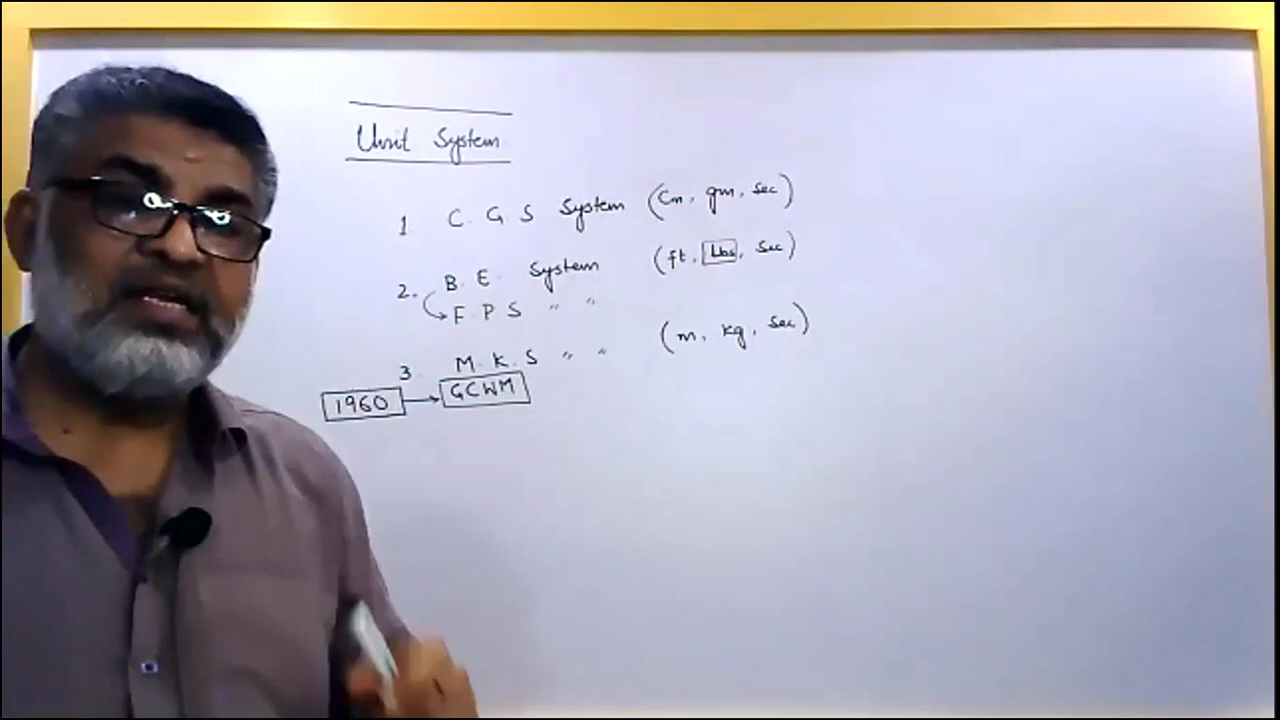 Unit System
1 C. G S System (Cm, gm, Sec)
2. B. E. System (ft, Lbs, Sec)
F. P S " "
3. M. K. S " " (m, kg, Sec)
1960 → GCWM